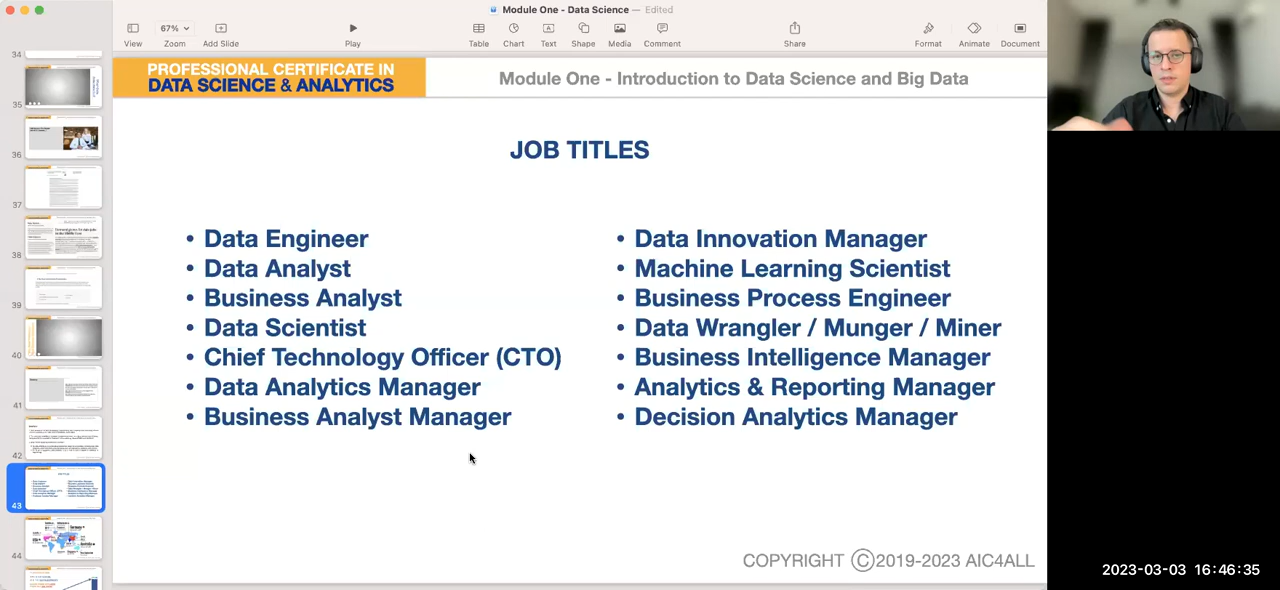 Module One - Data Science — Edited
67%
View
Zoom
Add Slide
Play
Table
Chart
Text
Shape
Media
Comment
Share
Format
Animate
Document
34
35
36
37
38
39
40
41
42
43
44
PROFESSIONAL CERTIFICATE IN
DATA SCIENCE & ANALYTICS
Module One - Introduction to Data Science and Big Data
JOB TITLES
• Data Engineer
• Data Analyst
• Business Analyst
• Data Scientist
• Chief Technology Officer (CTO)
• Data Analytics Manager
• Business Analyst Manager
• Data Innovation Manager
• Machine Learning Scientist
• Business Process Engineer
• Data Wrangler / Munger / Miner
• Business Intelligence Manager
• Analytics & Reporting Manager
• Decision Analytics Manager
COPYRIGHT ©2019-2023 AIC4ALL
2023-03-03 16:46:35